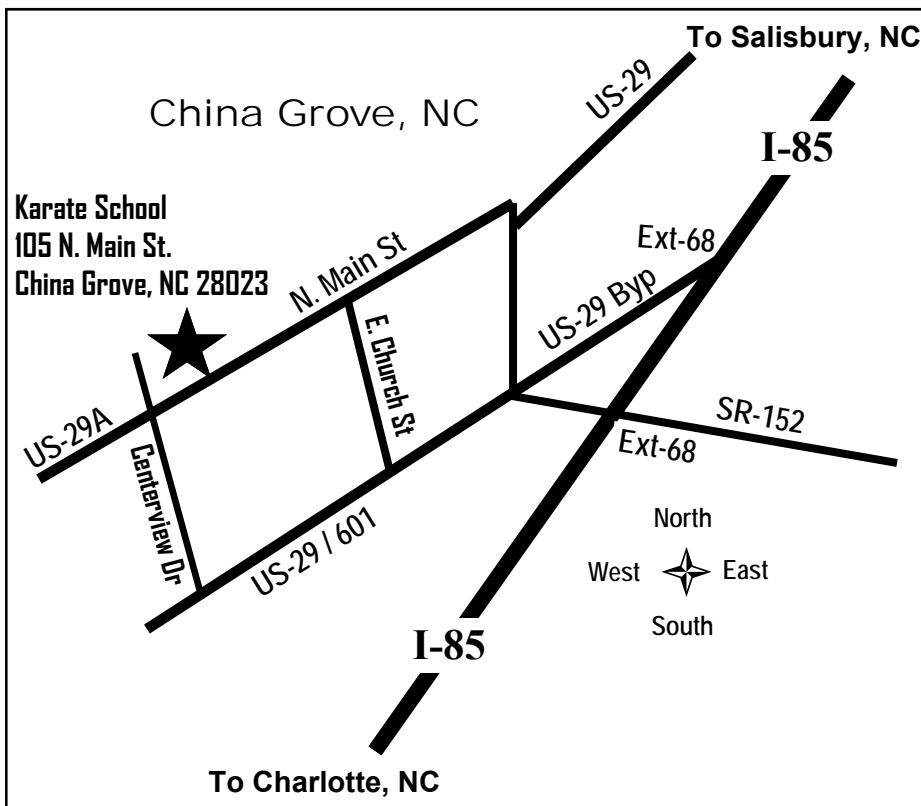 To Salisbury, NC
US-29
China Grove, NC
I-85
Karate School
105 N. Main St.
China Grove, NC 28023
Ext-68
N. Main St
US-29 Byp
E. Church St
US-29A
SR-152
Ext-68
Centerview Dr
US-29 / 601
North
West East
South
I-85
To Charlotte, NC